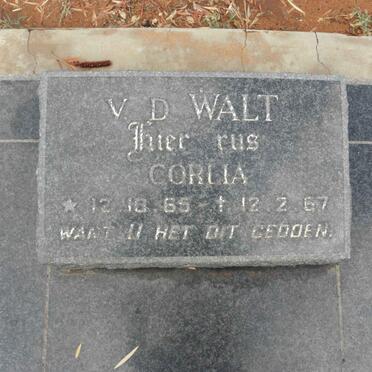 V D WALT
Hier rus
CORLIA
* 12.10.65 - † 12.2.67
WANT U HET DIT GEDOEN.